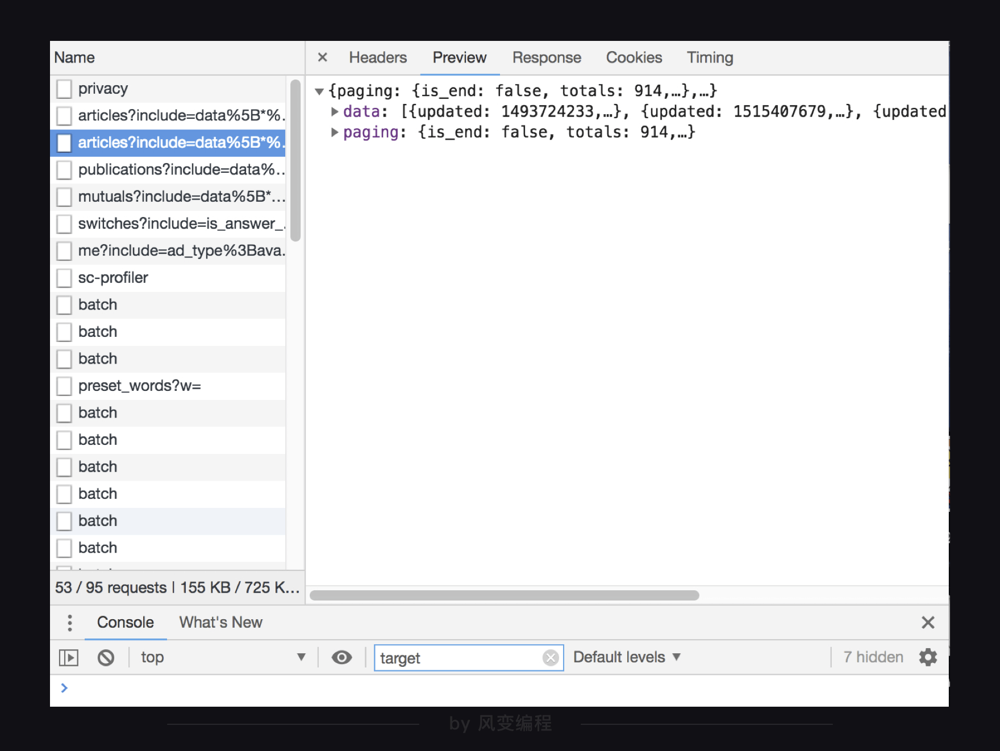 Name
× Headers Preview Response Cookies Timing
privacy
articles?include=data%5B*%.
articles?include=data%5B*%.
publications?include=data%…
mutuals?include=data%5B*…
switches?include=is_answer_.
me?include=ad_type%3Bava.
sc-profiler
batch
batch
batch
preset_words?w=
batch
batch
batch
batch
batch
batch
53 / 95 requests | 155 KB / 725 K…
▼{paging: {is_end: false, totals: 914,…},…}
▶data: [{updated: 1493724233,…}, {updated: 1515407679,…}, {updated
▶paging: {is_end: false, totals: 914,…}
Console What's New
top ▼ target Default levels ▼ 7 hidden
>
by 风变编程